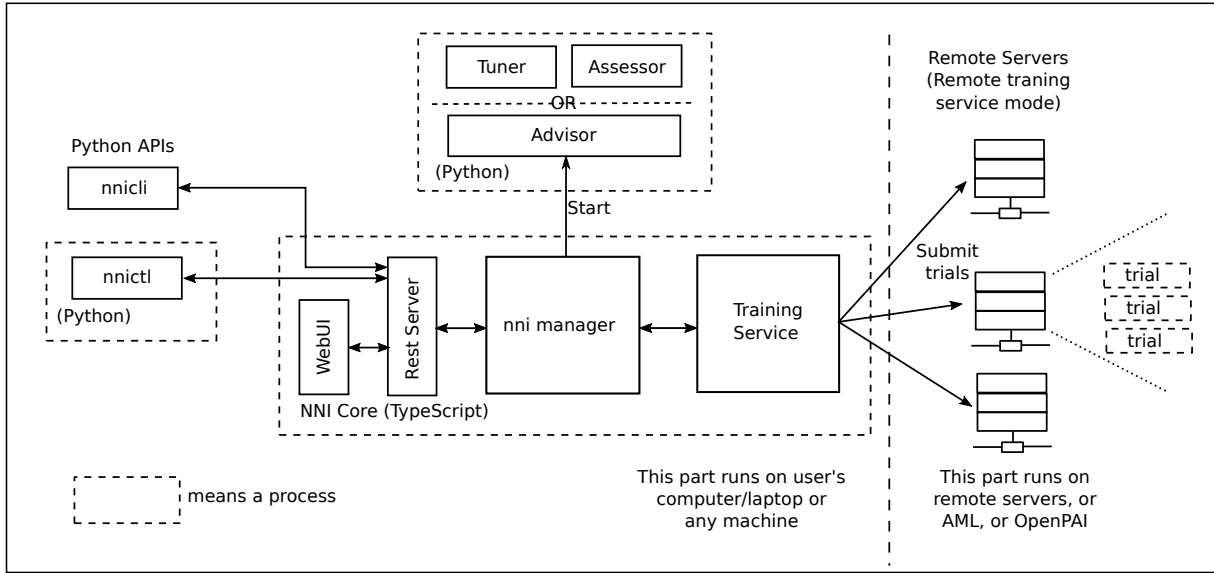 Tuner
Assessor
OR
Advisor
(Python)
Remote Servers
(Remote traning
service mode)
Python APIs
nnicli
Start
nnictl
(Python)
WebUI
Rest Server
nni manager
Training
Service
NNI Core (TypeScript)
Submit
trials
trial
trial
trial
means a process
This part runs on user's
computer/laptop or
any machine
This part runs on
remote servers, or
AML, or OpenPAI